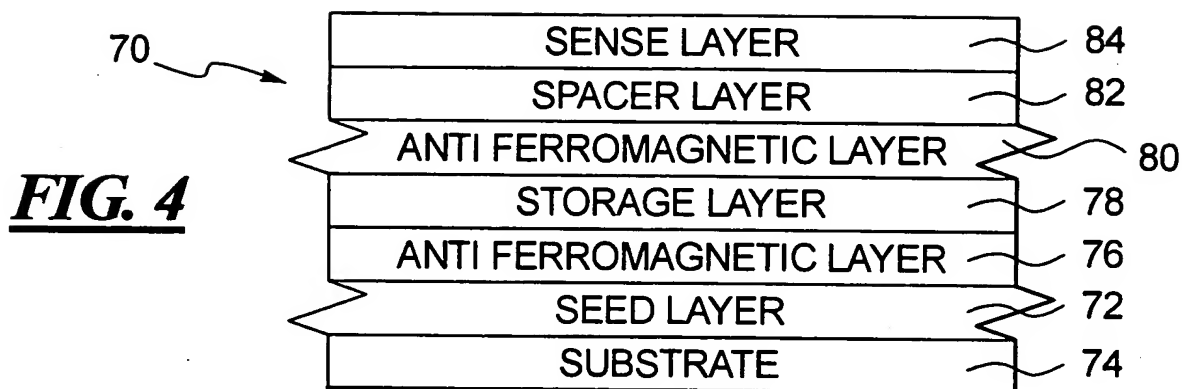 SENSE LAYER 84
70
SPACER LAYER 82
ANTI FERROMAGNETIC LAYER 80
FIG. 4
STORAGE LAYER 78
ANTI FERROMAGNETIC LAYER 76
SEED LAYER 72
SUBSTRATE 74